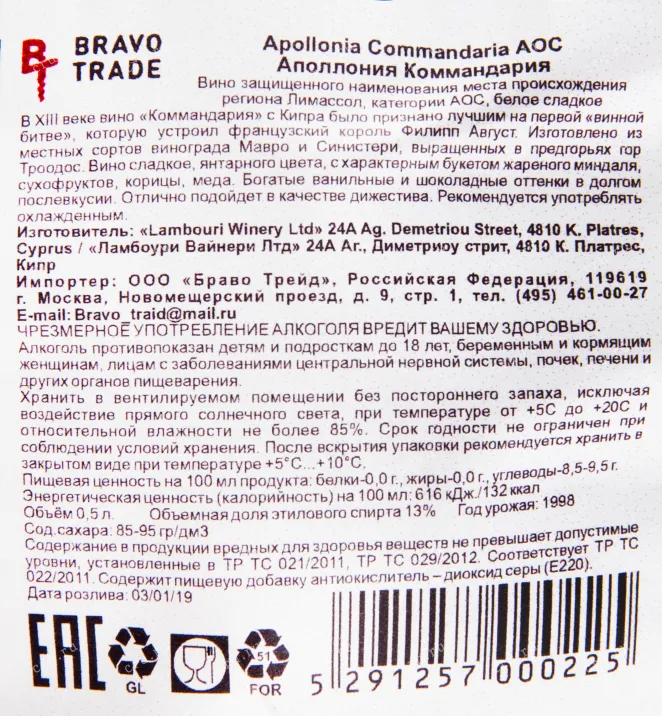 BRAVO
TRADE
Apollonia Commandaria AOC
Аполлония Коммандария
Вино защищенного наименования места происхождения
региона Лимассол, категории АОС, белое сладкое
В XIII веке вино «Коммандария» с Кипра было признано лучшим на первой «винной
битве», которую устроил французский король Филипп Август. Изготовлено из
местных сортов винограда Мавро и Синистери, выращенных в предгорьях гор
Троодос. Вино сладкое, янтарного цвета, с характерным букетом жареного миндаля,
сухофруктов, корицы, меда. Богатые ванильные и шоколадные оттенки в долгом
послевкусии. Отлично подойдет в качестве дижестива. Рекомендуется употреблять
охлажденным.
Изготовитель: «Lambouri Winery Ltd» 24A Ag. Demetriou Street, 4810 K. Platres,
Cyprus / «Ламбоури Вайнери Лтд» 24А Аг., Диметриоу стрит, 4810 К. Платрес,
Кипр
Импортер: ООО «Браво Трейд», Российская Федерация, 119619
г. Москва, Новомещерский проезд, д. 9, стр. 1, тел. (495) 461-00-27
E-mail: Bravo_traid@mail.ru
ЧРЕЗМЕРНОЕ УПОТРЕБЛЕНИЕ АЛКОГОЛЯ ВРЕДИТ ВАШЕМУ ЗДОРОВЬЮ.
Алкоголь противопоказан детям и подросткам до 18 лет, беременным и кормящим
женщинам, лицам с заболеваниями центральной нервной системы, почек, печени и
других органов пищеварения.
Хранить в вентилируемом помещении без постороннего запаха, исключая
воздействие прямого солнечного света, при температуре от +5С до +20С и
относительной влажности не более 85%. Срок годности не ограничен при
соблюдении условий хранения. После вскрытия упаковки рекомендуется хранить в
закрытом виде при температуре +5°С...+10°С.
Пищевая ценность на 100 мл продукта: белки-0,0 г., жиры-0,0 г., углеводы-8,5-9,5 г.
Энергетическая ценность (калорийность) на 100 мл: 616 кДж./132 ккал
Объём 0,5 л. Объемная доля этилового спирта 13% Год урожая: 1998
Сод.сахара: 85-95 гр/дм3
Содержание в продукции вредных для здоровья веществ не превышает допустимые
уровни, установленные в ТР ТС 021/2011, ТР ТС 029/2012. Соответствует ТР ТС
022/2011. Содержит пищевую добавку антиокислитель – диоксид серы (Е220).
Дата розлива: 03/01/19
EAC
GL
51
FOR
5 291257 000225